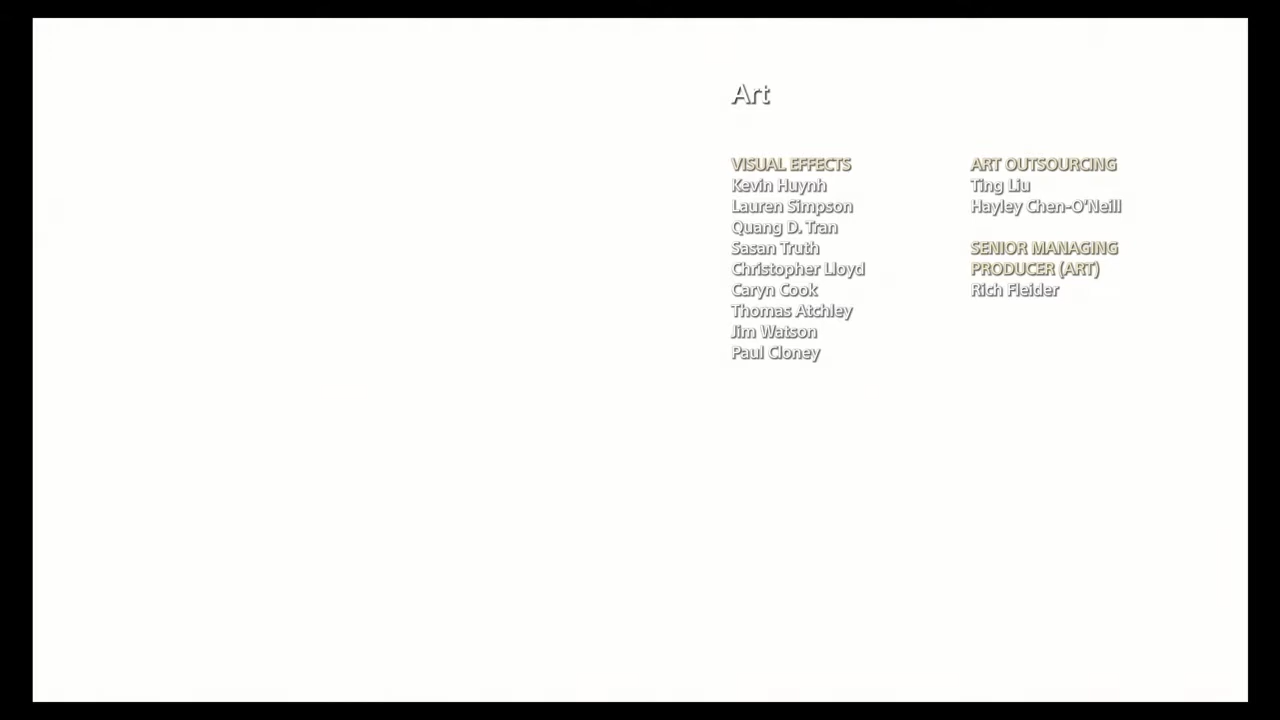 Art
VISUAL EFFECTS
Kevin Huynh
Lauren Simpson
Quang D. Tran
Sasan Truth
Christopher Lloyd
Caryn Cook
Thomas Atchley
Jim Watson
Paul Cloney
ART OUTSOURCING
Ting Liu
Hayley Chen-O'Neill
SENIOR MANAGING
PRODUCER (ART)
Rich Fleider